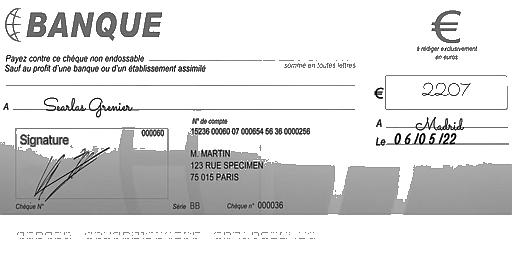 BANQUE
€
à rédiger exclusivement
en euros
Payez contre ce chèque non endossable
somme en toutes lettres
Sauf au profit d'une banque ou d'un établissement assimilé
€ 2207
A Searlas Grenier
A Madrid
Le 06/05/22
Signature
000060
N° de compte
15236 00060 07 000654 56 36 0000256
M. MARTIN
123 RUE SPECIMEN
75 015 PARIS
Chèque N°
Série BB
Chèque n° 000036